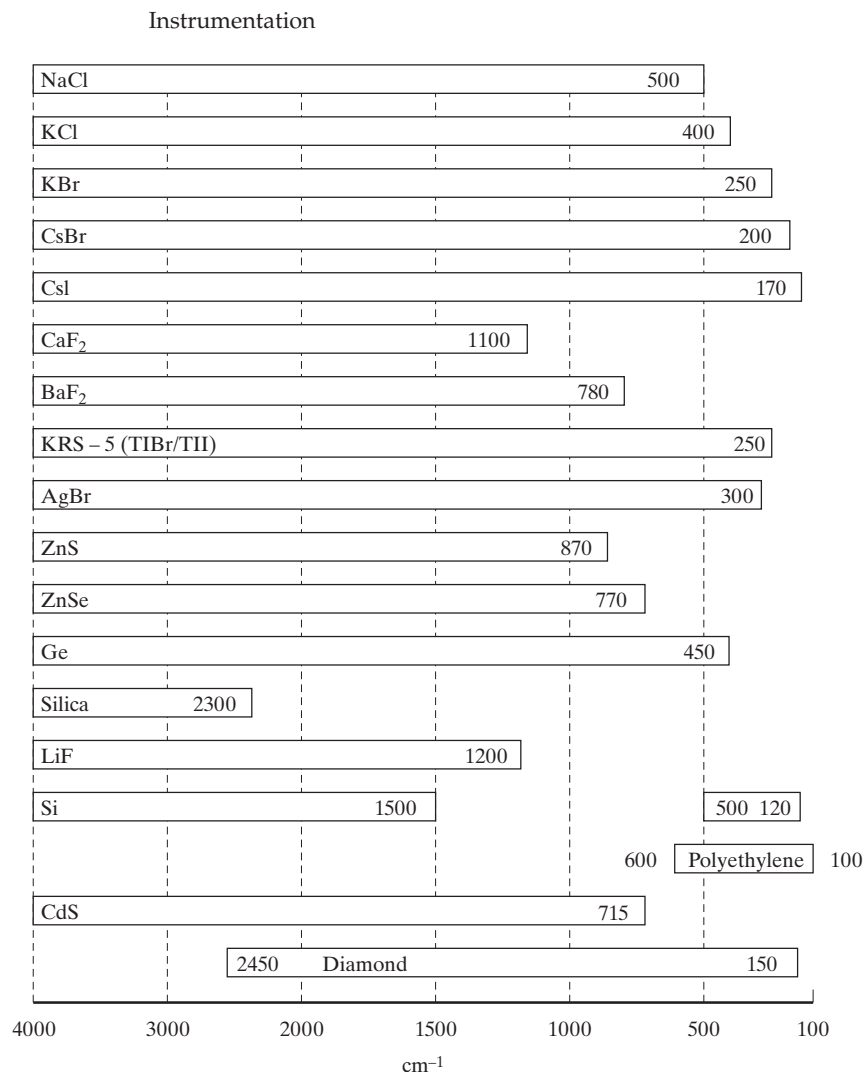 Instrumentation
NaCl 500
KCl 400
KBr 250
CsBr 200
Csl 170
CaF₂ 1100
BaF₂ 780
KRS – 5 (TIBr/TII) 250
AgBr 300
ZnS 870
ZnSe 770
Ge 450
Silica 2300
LiF 1200
Si 1500 500 120
600 Polyethylene 100
CdS 715
2450 Diamond 150
4000 3000 2000 1500 1000 500 100
cm⁻¹